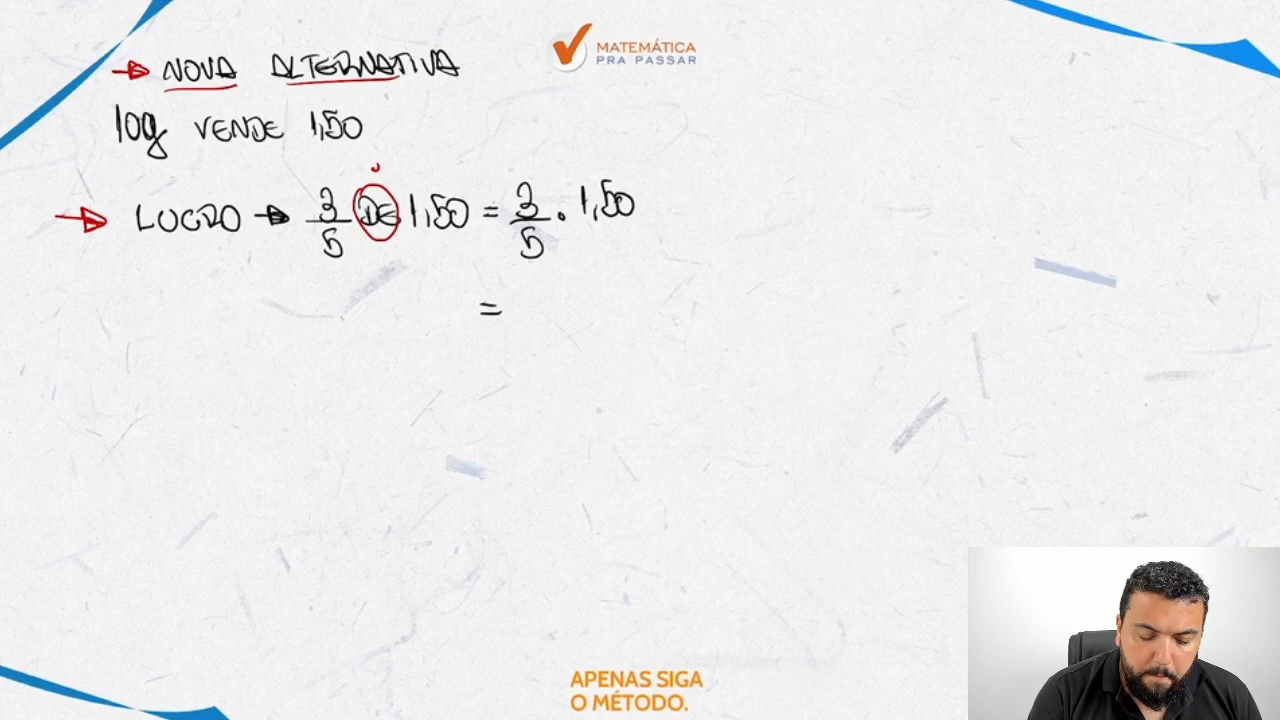 → NOVA ALTERNATIVA
MATEMÁTICA
PRA PASSAR
10g VENDE 1,50
→ LUCRO → 3/5 DE 1,50 = 3/5 . 1,50
=
APENAS SIGA
O MÉTODO.